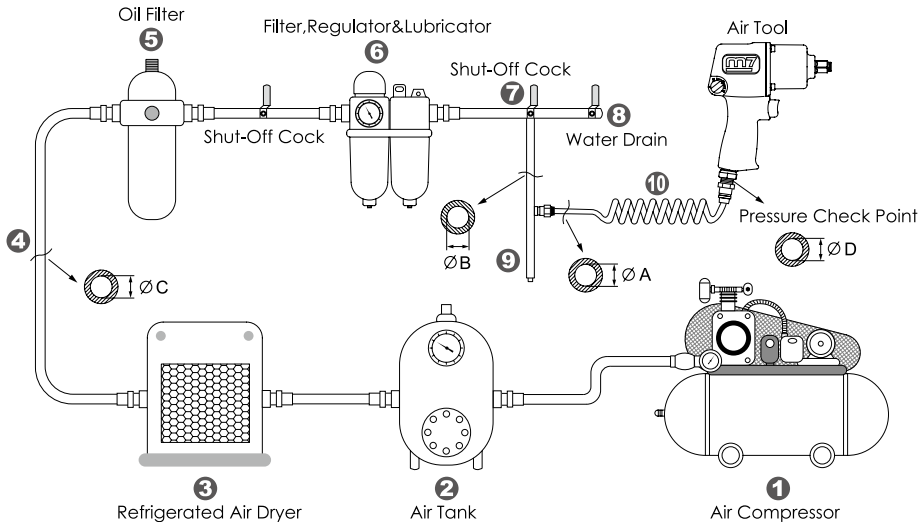 Oil Filter
5
Filter,Regulator&Lubricator
6
Air Tool
m7
Shut-Off Cock
7
8
Shut-Off Cock
Water Drain
10
Pressure Check Point
4
9
ØB
ØA
ØD
ØC
3
Refrigerated Air Dryer
2
Air Tank
1
Air Compressor